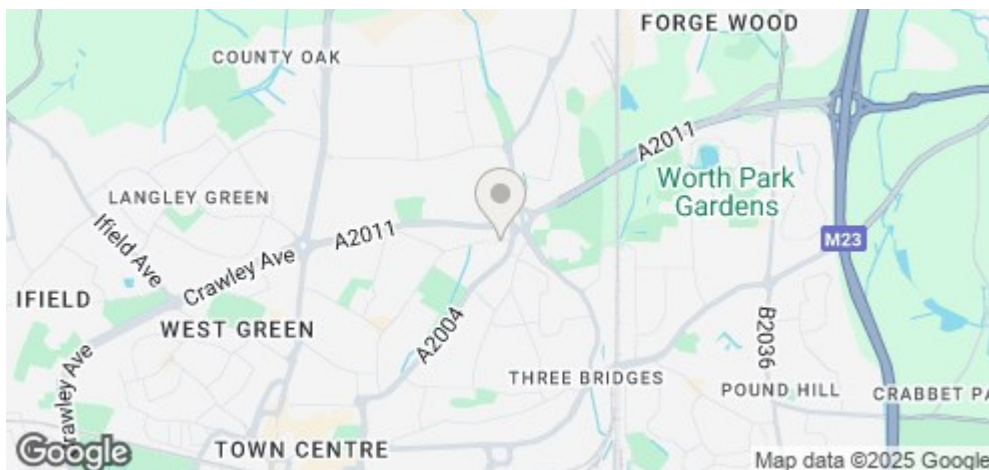 FORGE WOOD
COUNTY OAK
A2011
Worth Park
Gardens
LANGLEY GREEN
Ifield Ave
A2011
M23
Crawley Ave
IFIELD
WEST GREEN
A2004
B2036
Crawley Ave
THREE BRIDGES
POUND HILL
CRABBET PA
TOWN CENTRE
Google
Map data ©2025 Google